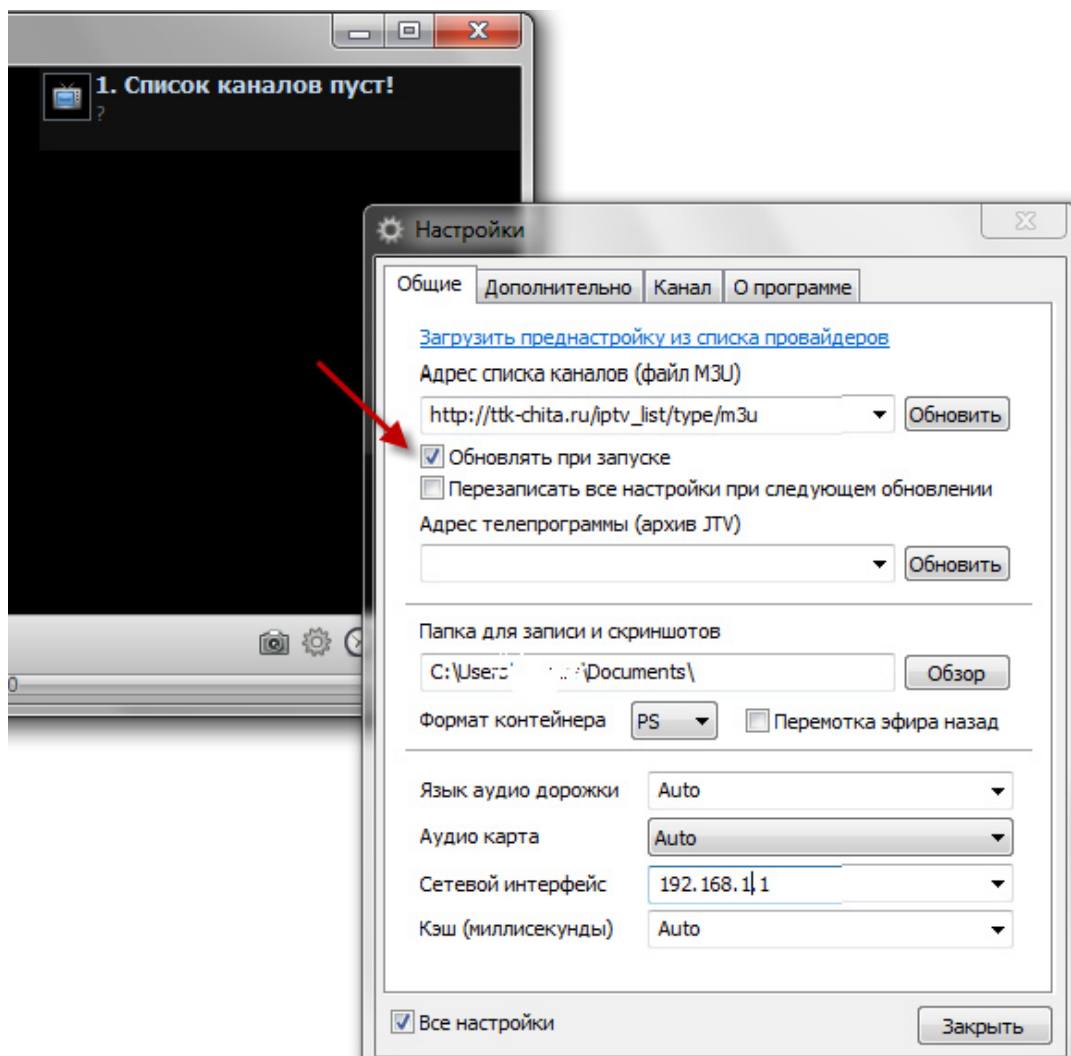 1. Список каналов пуст!
?
Настройки
Общие Дополнительно Канал О программе
Загрузить преднастройку из списка провайдеров
Адрес списка каналов (файл M3U)
http://ttk-chita.ru/iptv_list/type/m3u Обновить
Обновлять при запуске
Перезаписать все настройки при следующем обновлении
Адрес телепрограммы (архив JTV)
Обновить
0
Папка для записи и скриншотов
C:\Users \Documents\ Обзор
Формат контейнера PS Перемотка эфира назад
Язык аудио дорожки Auto
Аудио карта Auto
Сетевой интерфейс 192.168.1.1
Кэш (миллисекунды) Auto
Все настройки Закрыть